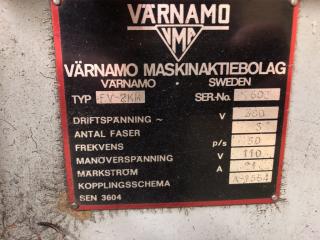 VÄRNAMO
VMA
VÄRNAMO MASKINAKTIEBOLAG
VÄRNAMO SWEDEN
TYP FV-2KM SER-No.
DRIFTSPÄNNING ~ 380 V
ANTAL FASER 3
FREKVENS p/s 50
MANÖVERSPÄNNING V 110
MÄRKSTRÖM A
KOPPLINGSSCHEMA
SEN 3604